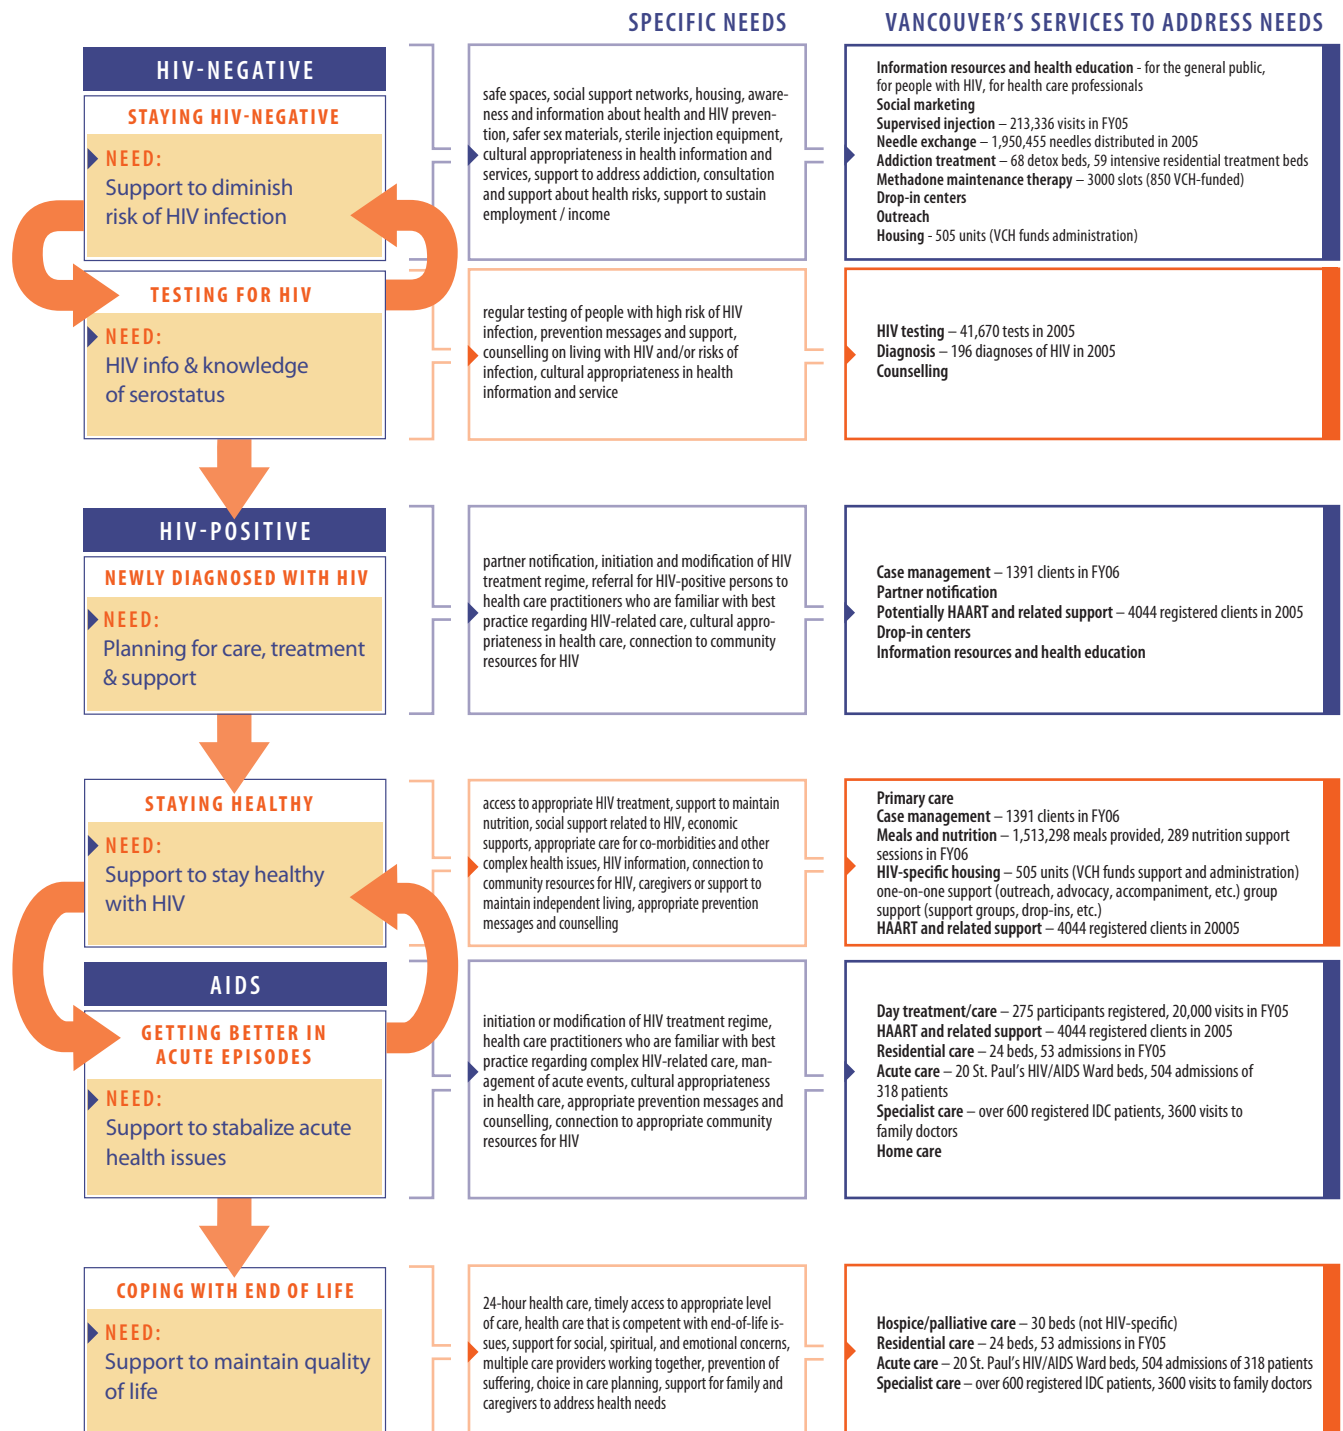 SPECIFIC NEEDS
VANCOUVER'S SERVICES TO ADDRESS NEEDS
HIV-NEGATIVE
STAYING HIV-NEGATIVE
NEED:
Support to diminish
risk of HIV infection
safe spaces, social support networks, housing, aware-
ness and information about health and HIV preven-
tion, safer sex materials, sterile injection equipment,
cultural appropriateness in health information and
services, support to address addiction, consultation
and support about health risks, support to sustain
employment / income
Information resources and health education - for the general public,
for people with HIV, for health care professionals
Social marketing
Supervised injection – 213,336 visits in FY05
Needle exchange – 1,950,455 needles distributed in 2005
Addiction treatment – 68 detox beds, 59 intensive residential treatment beds
Methadone maintenance therapy – 3000 slots (850 VCH-funded)
Drop-in centers
Outreach
Housing - 505 units (VCH funds administration)
TESTING FOR HIV
NEED:
HIV info & knowledge
of serostatus
regular testing of people with high risk of HIV
infection, prevention messages and support,
counselling on living with HIV and/or risks of
infection, cultural appropriateness in health
information and service
HIV testing – 41,670 tests in 2005
Diagnosis – 196 diagnoses of HIV in 2005
Counselling
HIV-POSITIVE
NEWLY DIAGNOSED WITH HIV
NEED:
Planning for care, treatment
& support
partner notification, initiation and modification of HIV
treatment regime, referral for HIV-positive persons to
health care practitioners who are familiar with best
practice regarding HIV-related care, cultural appro-
priateness in health care, connection to community
resources for HIV
Case management – 1391 clients in FY06
Partner notification
Potentially HAART and related support – 4044 registered clients in 2005
Drop-in centers
Information resources and health education
STAYING HEALTHY
NEED:
Support to stay healthy
with HIV
access to appropriate HIV treatment, support to maintain
nutrition, social support related to HIV, economic
supports, appropriate care for co-morbidities and other
complex health issues, HIV information, connection to
community resources for HIV, caregivers or support to
maintain independent living, appropriate prevention
messages and counselling
Primary care
Case management – 1391 clients in FY06
Meals and nutrition – 1,513,298 meals provided, 289 nutrition support
sessions in FY06
HIV-specific housing – 505 units (VCH funds support and administration)
one-on-one support (outreach, advocacy, accompaniment, etc.) group
support (support groups, drop-ins, etc.)
HAART and related support – 4044 registered clients in 20005
AIDS
GETTING BETTER IN
ACUTE EPISODES
NEED:
Support to stabalize acute
health issues
initiation or modification of HIV treatment regime,
health care practitioners who are familiar with best
practice regarding complex HIV-related care, man-
agement of acute events, cultural appropriateness
in health care, appropriate prevention messages and
counselling, connection to appropriate community
resources for HIV
Day treatment/care – 275 participants registered, 20,000 visits in FY05
HAART and related support – 4044 registered clients in 2005
Residential care – 24 beds, 53 admissions in FY05
Acute care – 20 St. Paul's HIV/AIDS Ward beds, 504 admissions of
318 patients
Specialist care – over 600 registered IDC patients, 3600 visits to
family doctors
Home care
COPING WITH END OF LIFE
NEED:
Support to maintain quality
of life
24-hour health care, timely access to appropriate level
of care, health care that is competent with end-of-life is-
sues, support for social, spiritual, and emotional concerns,
multiple care providers working together, prevention of
suffering, choice in care planning, support for family and
caregivers to address health needs
Hospice/palliative care – 30 beds (not HIV-specific)
Residential care – 24 beds, 53 admissions in FY05
Acute care – 20 St. Paul's HIV/AIDS Ward beds, 504 admissions of 318 patients
Specialist care – over 600 registered IDC patients, 3600 visits to family doctors